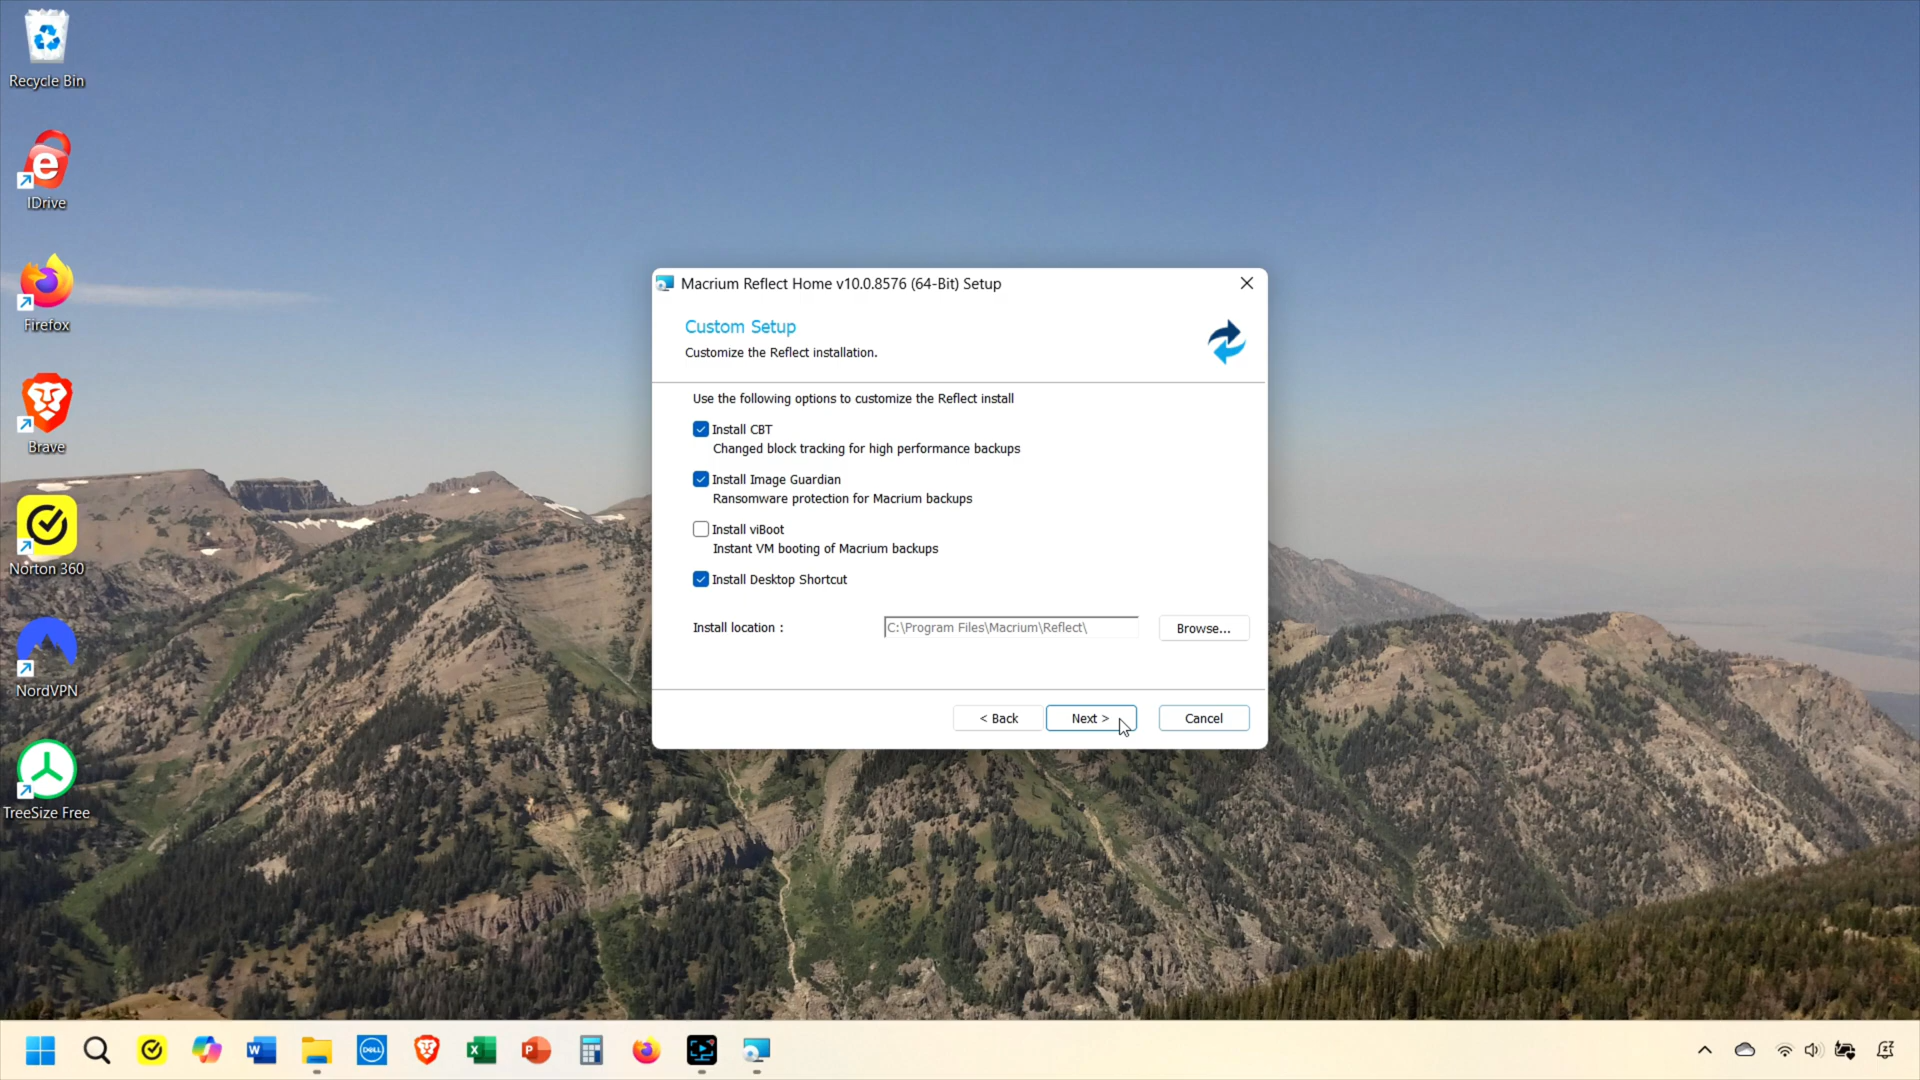 Recycle Bin
IDrive
Firefox
Brave
Norton 360
NordVPN
TreeSize Free
Macrium Reflect Home v10.0.8576 (64-Bit) Setup
Custom Setup
Customize the Reflect installation.
Use the following options to customize the Reflect install
Install CBT
Changed block tracking for high performance backups
Install Image Guardian
Ransomware protection for Macrium backups
Install viBoot
Instant VM booting of Macrium backups
Install Desktop Shortcut
Install location :
C:\Program Files\Macrium\Reflect\
Browse...
< Back
Next >
Cancel